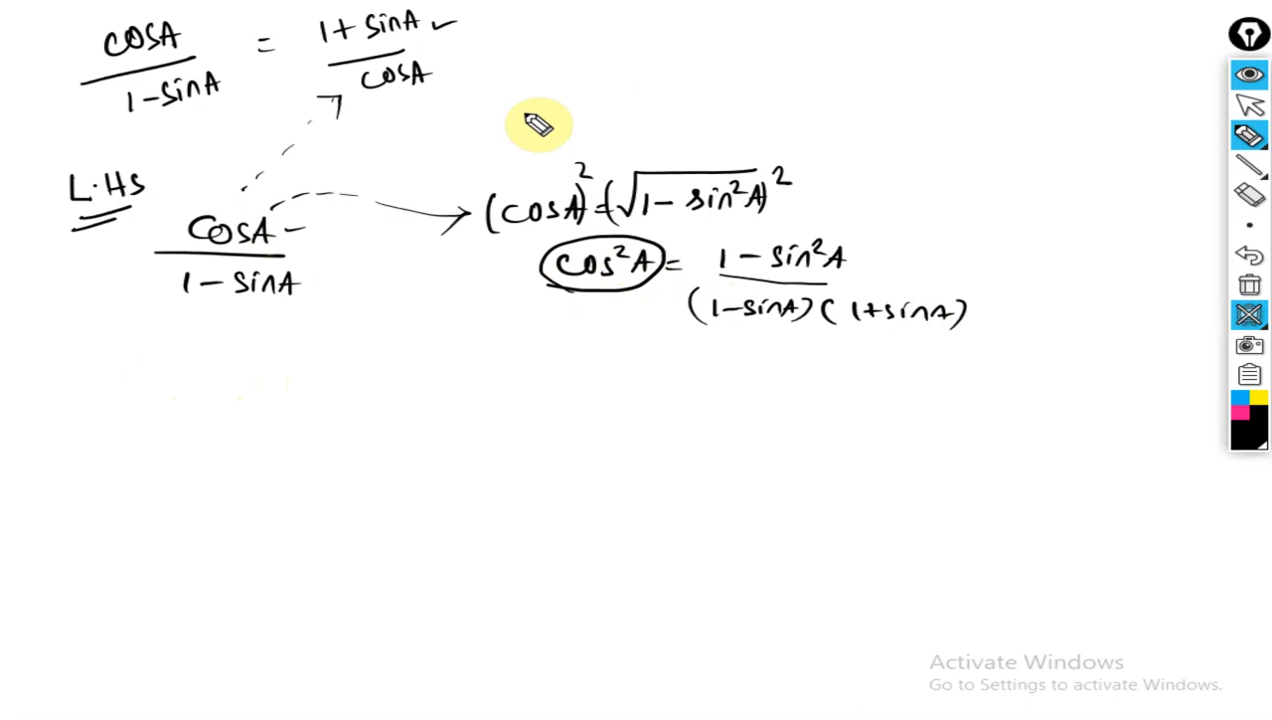 cosA / 1-sinA = 1+sinA / cosA ✓
L.HS
cosA / 1-sinA
(cosA)² = (√1-sin²A)²
cos²A = 1-sin²A
(1-sinA)(1+sinA)
Activate Windows
Go to Settings to activate Windows.